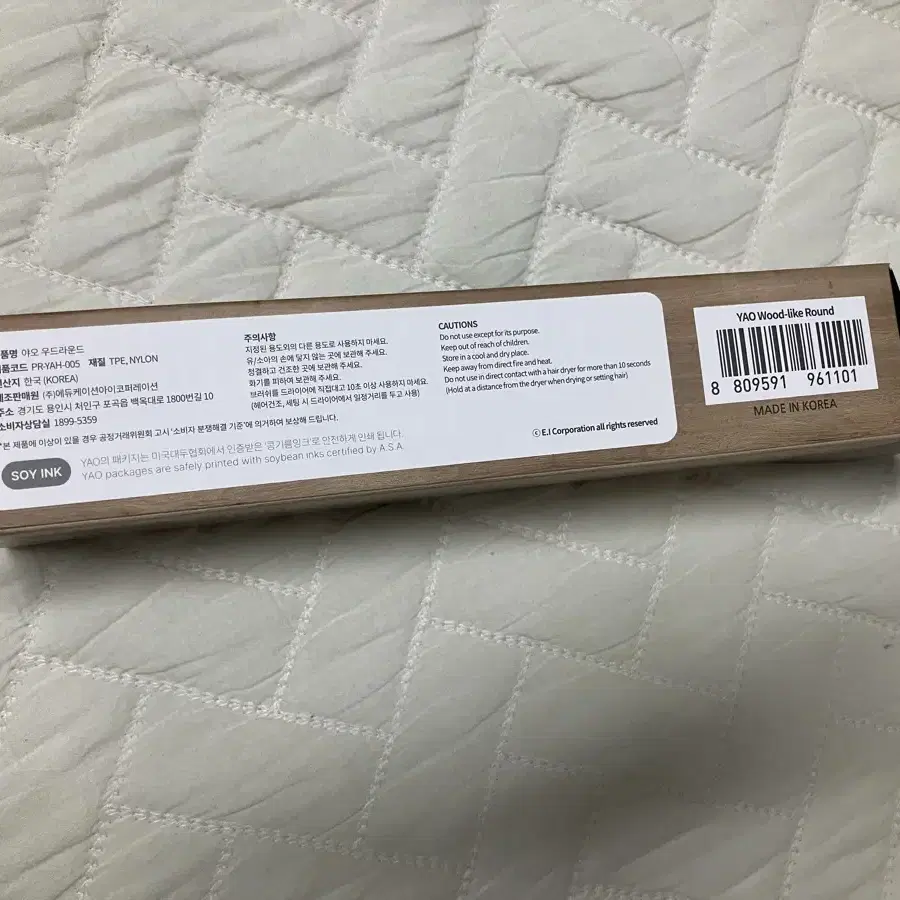 품명 야오 우드라운드
품코드 PR-YAH-005 재질 TPE, NYLON
산지 한국 (KOREA)
제조판매원 (주)에듀케이션아이코퍼레이션
주소 경기도 용인시 처인구 포곡읍 백옥대로 1800번길 10
소비자상담실 1899-5359
*본 제품에 이상이 있을 경우 공정거래위원회 고시 '소비자 분쟁해결 기준'에 의거하여 보상해 드립니다.
SOY INK
YAO의 패키지는 미국대두협회에서 인증받은 '콩기름잉크'로 안전하게 인쇄 됩니다.
YAO packages are safely printed with soybean inks certified by A.S.A.
주의사항
지정된 용도외의 다른 용도로 사용하지 마세요.
유/소아의 손에 닿지 않는 곳에 보관해 주세요.
청결하고 건조한 곳에 보관해 주세요.
화기를 피하여 보관해 주세요.
브러쉬를 드라이어에 직접대고 10초 이상 사용하지 마세요.
(헤어건조, 세팅 시 드라이어에서 일정거리를 두고 사용)
CAUTIONS
Do not use except for its purpose.
Keep out of reach of children.
Store in a cool and dry place.
Keep away from direct fire and heat.
Do not use in direct contact with a hair dryer for more than 10 seconds
(Hold at a distance from the dryer when drying or setting hair)
ⓒ E.I Corporation all rights reserved
YAO Wood-like Round
8 809591 961101
MADE IN KOREA